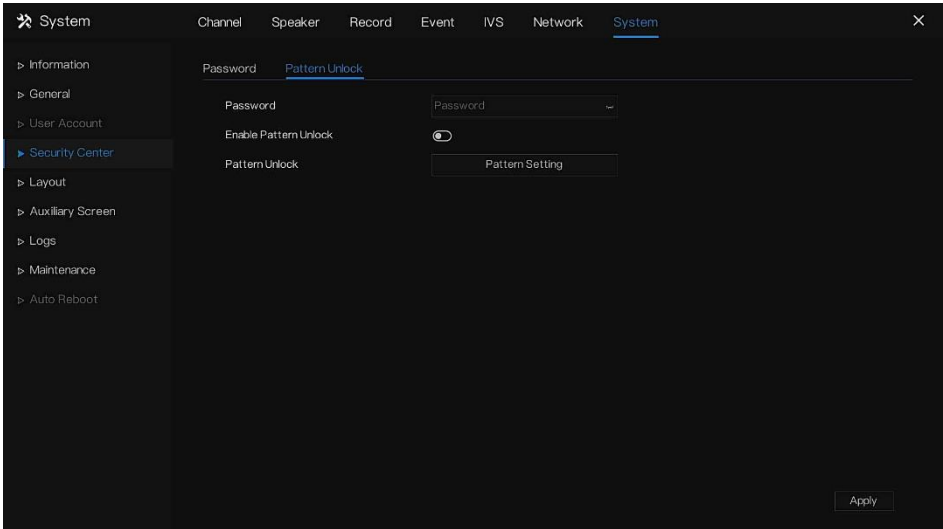 System
Channel Speaker Record Event IVS Network System
Information
General
User Account
Security Center
Layout
Auxiliary Screen
Logs
Maintenance
Auto Reboot
Password Pattern Unlock
Password Password
Enable Pattern Unlock
Pattern Unlock Pattern Setting
Apply